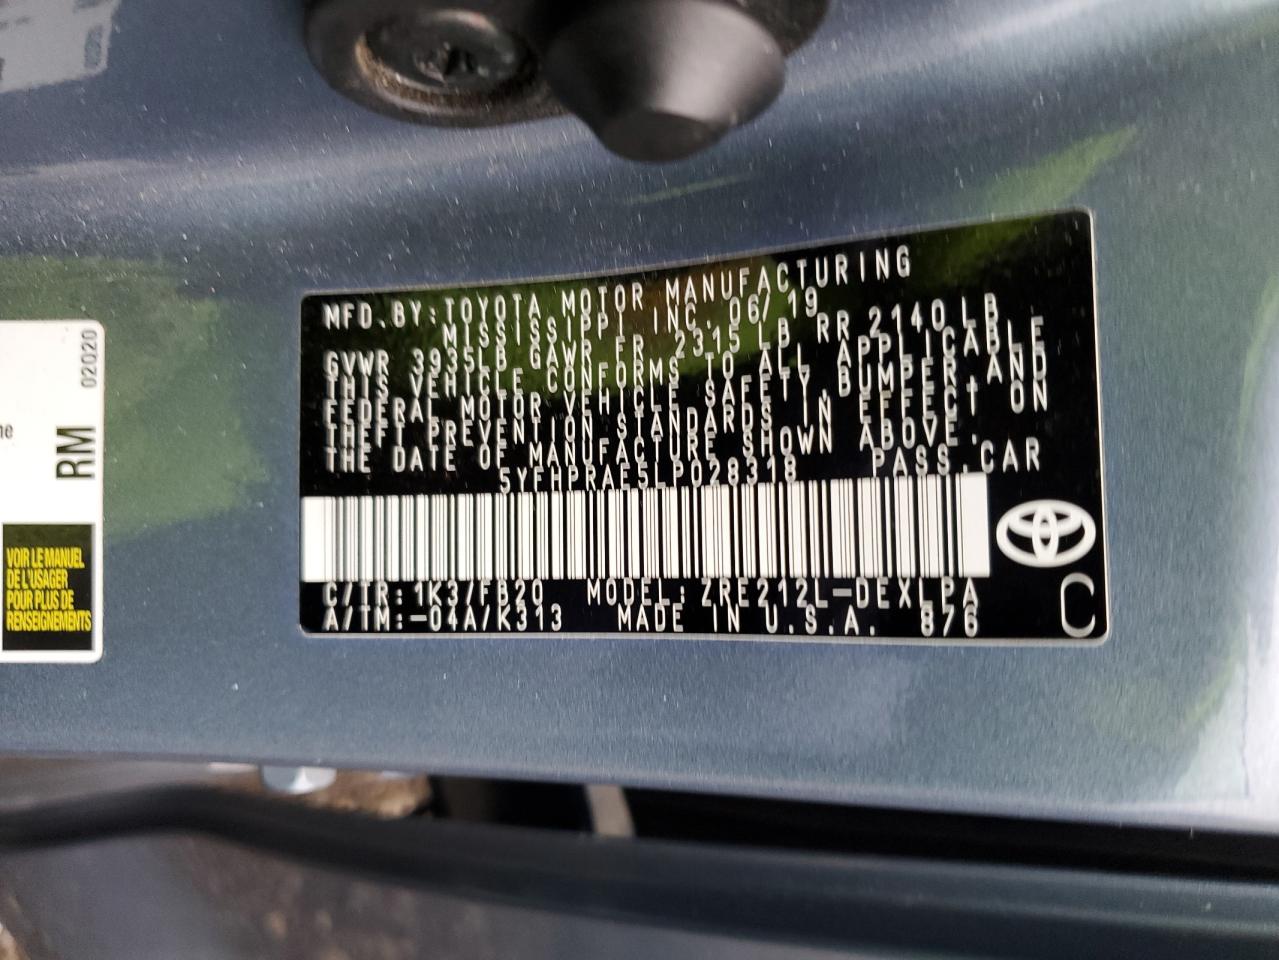 MFD. BY: TOYOTA MOTOR MANUFACTURING
MISSISSIPPI INC. 06/19
GVWR 3935LB GAWR FR 2315 LB RR 2140LB
THIS VEHICLE CONFORMS TO ALL APPLICABLE
FEDERAL MOTOR VEHICLE SAFETY, BUMPER, AND
THEFT PREVENTION STANDARDS IN EFFECT ON
THE DATE OF MANUFACTURE SHOWN ABOVE.
5YFHPRAE5LP028318 PASS. CAR
C/TR: 1K3/FB20 MODEL: ZRE212L-DEXLPA
A/TM:-04A/K313 MADE IN U.S.A. 876
C
02020
RM
VOIR LE MANUEL
DE L'USAGER
POUR PLUS DE
RENSEIGNEMENTS